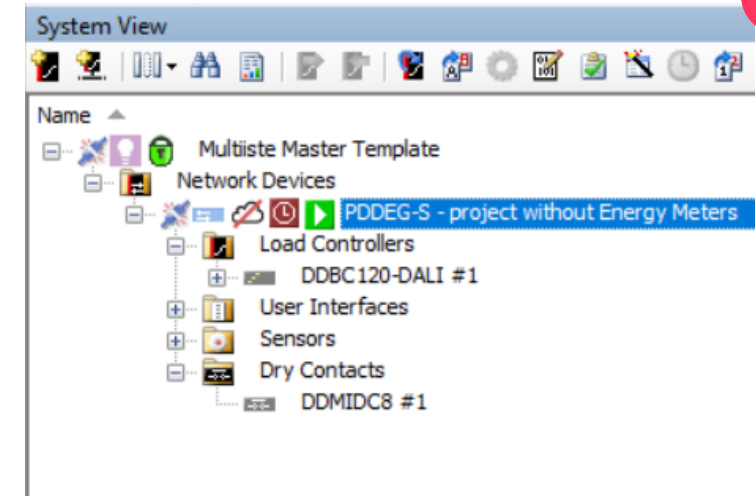 System View
Name
Multiiste Master Template
Network Devices
PDDEG-S - project without Energy Meters
Load Controllers
DDBC120-DALI #1
User Interfaces
Sensors
Dry Contacts
DDMIDC8 #1